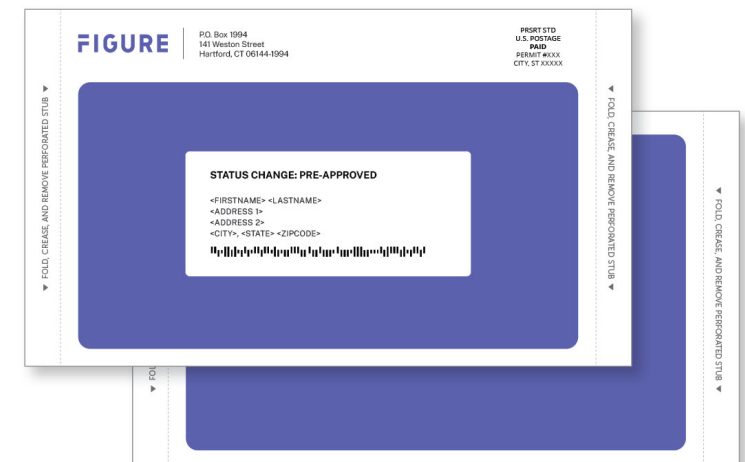 FIGURE
P.O. Box 1994
141 Weston Street
Hartford, CT 06144-1994
PRSRT STD
U.S. POSTAGE
PAID
PERMIT #XXX
CITY, ST XXXXX
FOLD, CREASE, AND REMOVE PERFORATED STUB
STATUS CHANGE: PRE-APPROVED
<FIRSTNAME> <LASTNAME>
<ADDRESS 1>
<ADDRESS 2>
<CITY>, <STATE> <ZIPCODE>
FOLD, CREASE, AND REMOVE PERFORATED STUB
FOL
FOLD, CREASE, AND REMOVE PERFORATED STUB